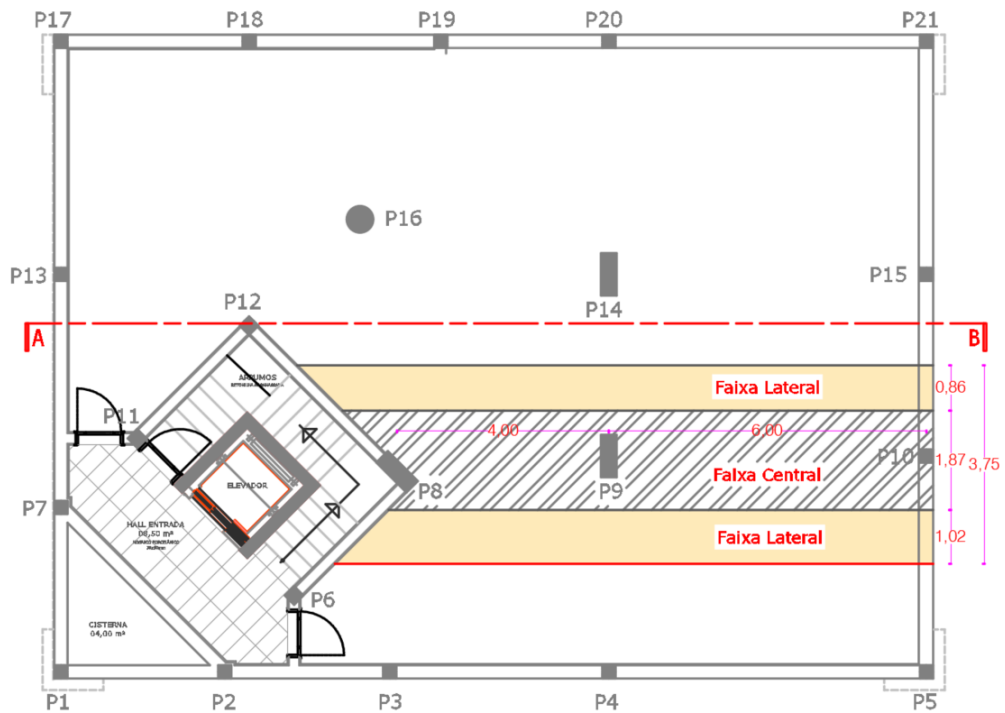 P17
P18
P19
P20
P21
P16
P13
P14
P15
P12
A
B
P11
ELEVADOR
Faixa Lateral
0,86
4,00
6,00
P10
1,87
3,75
Faixa Central
P8
P9
P7
HALL ENTRADA
Faixa Lateral
1,02
P6
CISTERNA
04,00 m³
P1
P2
P3
P4
P5